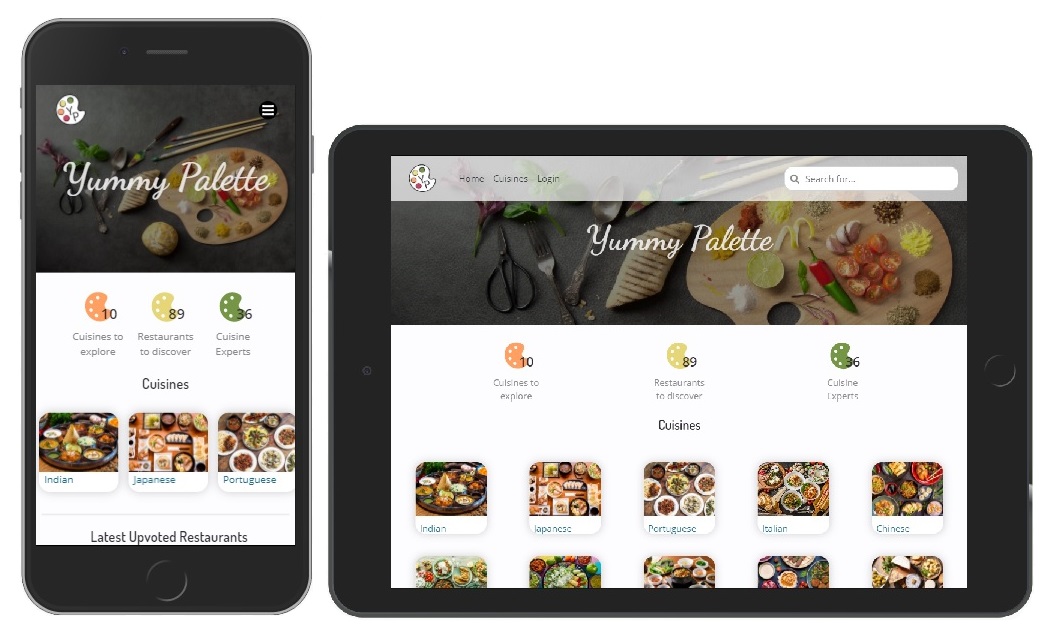 YP
Yummy Palette
10
89
36
Cuisines to
explore
Restaurants
to discover
Cuisine
Experts
Cuisines
Indian
Japanese
Portuguese
Latest Upvoted Restaurants
YP
Home
Cuisines
Login
Search for...
Yummy Palette
10
89
36
Cuisines to
explore
Restaurants
to discover
Cuisine
Experts
Cuisines
Indian
Japanese
Portuguese
Italian
Chinese